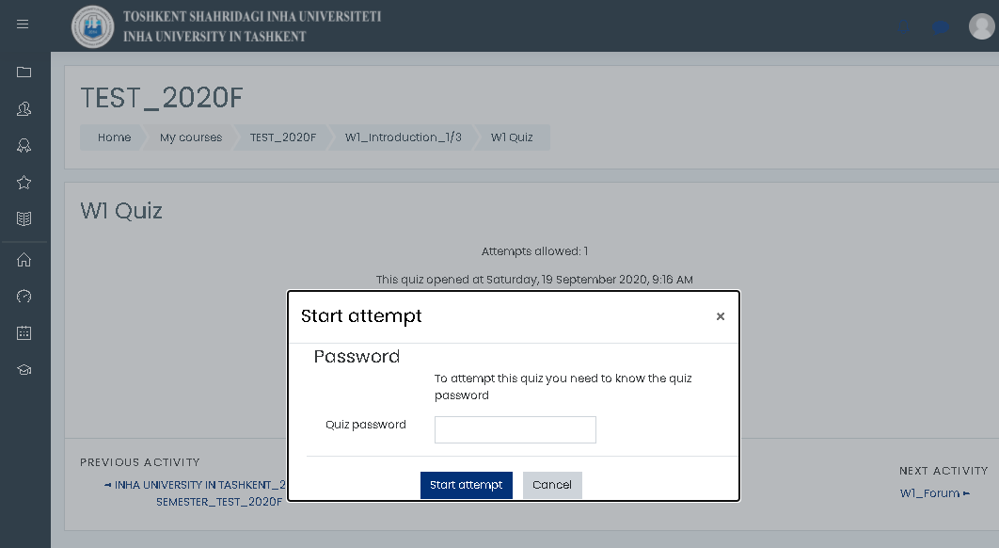 TOSHKENT SHAHRIDAGI INHA UNIVERSITETI
INHA UNIVERSITY IN TASHKENT
TEST_2020F
Home My courses TEST_2020F W1_Introduction_1/3 W1 Quiz
W1 Quiz
Attempts allowed: 1
This quiz opened at Saturday, 19 September 2020, 9:16 AM
Start attempt ×
Password
To attempt this quiz you need to know the quiz
password
Quiz password
Start attempt Cancel
PREVIOUS ACTIVITY
◄ INHA UNIVERSITY IN TASHKENT_2
SEMESTER_TEST_2020F
NEXT ACTIVITY
W1_Forum ►